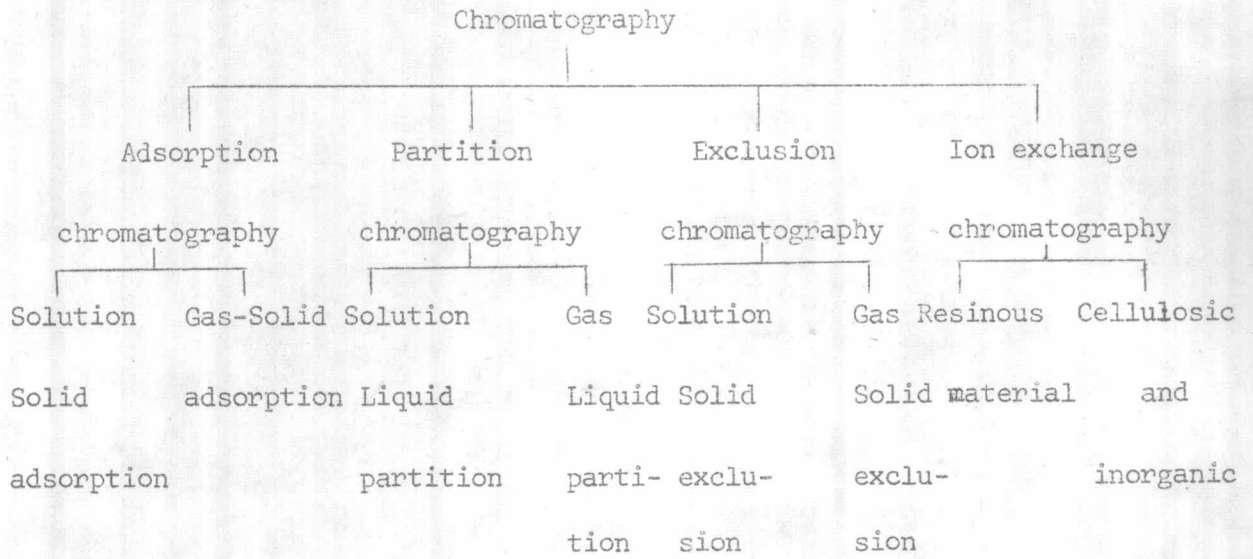 Chromatography
Adsorption Partition Exclusion Ion exchange
chromatography chromatography chromatography chromatography
Solution Gas-Solid Solution Gas Solution Gas Resinous Cellulosic
Solid adsorption Liquid Liquid Solid Solid material and
adsorption partition parti- exclu- exclu- inorganic
tion sion sion